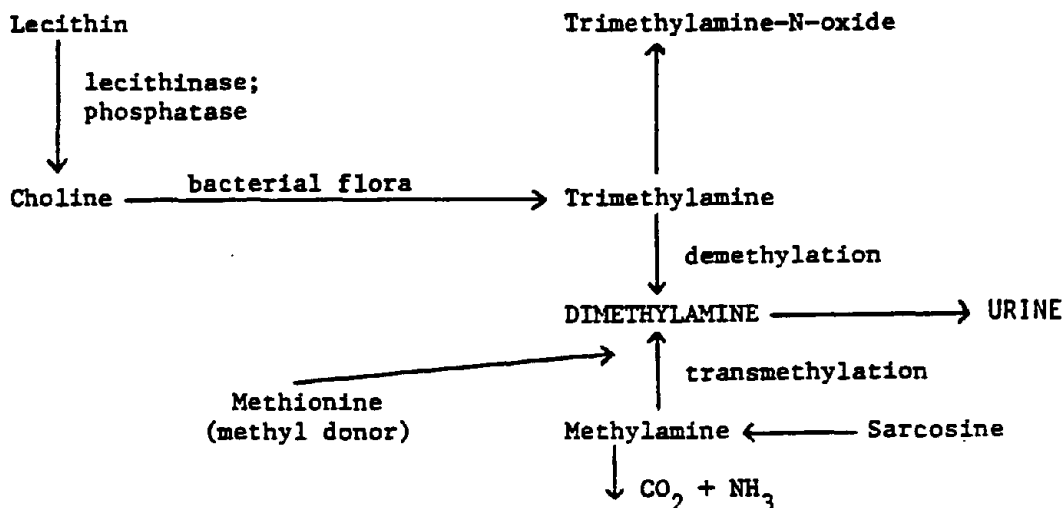 Lecithin
Trimethylamine-N-oxide
lecithinase;
phosphatase
Choline
bacterial flora
Trimethylamine
demethylation
DIMETHYLAMINE
URINE
transmethylation
Methionine
(methyl donor)
Methylamine
Sarcosine
CO₂ + NH₃